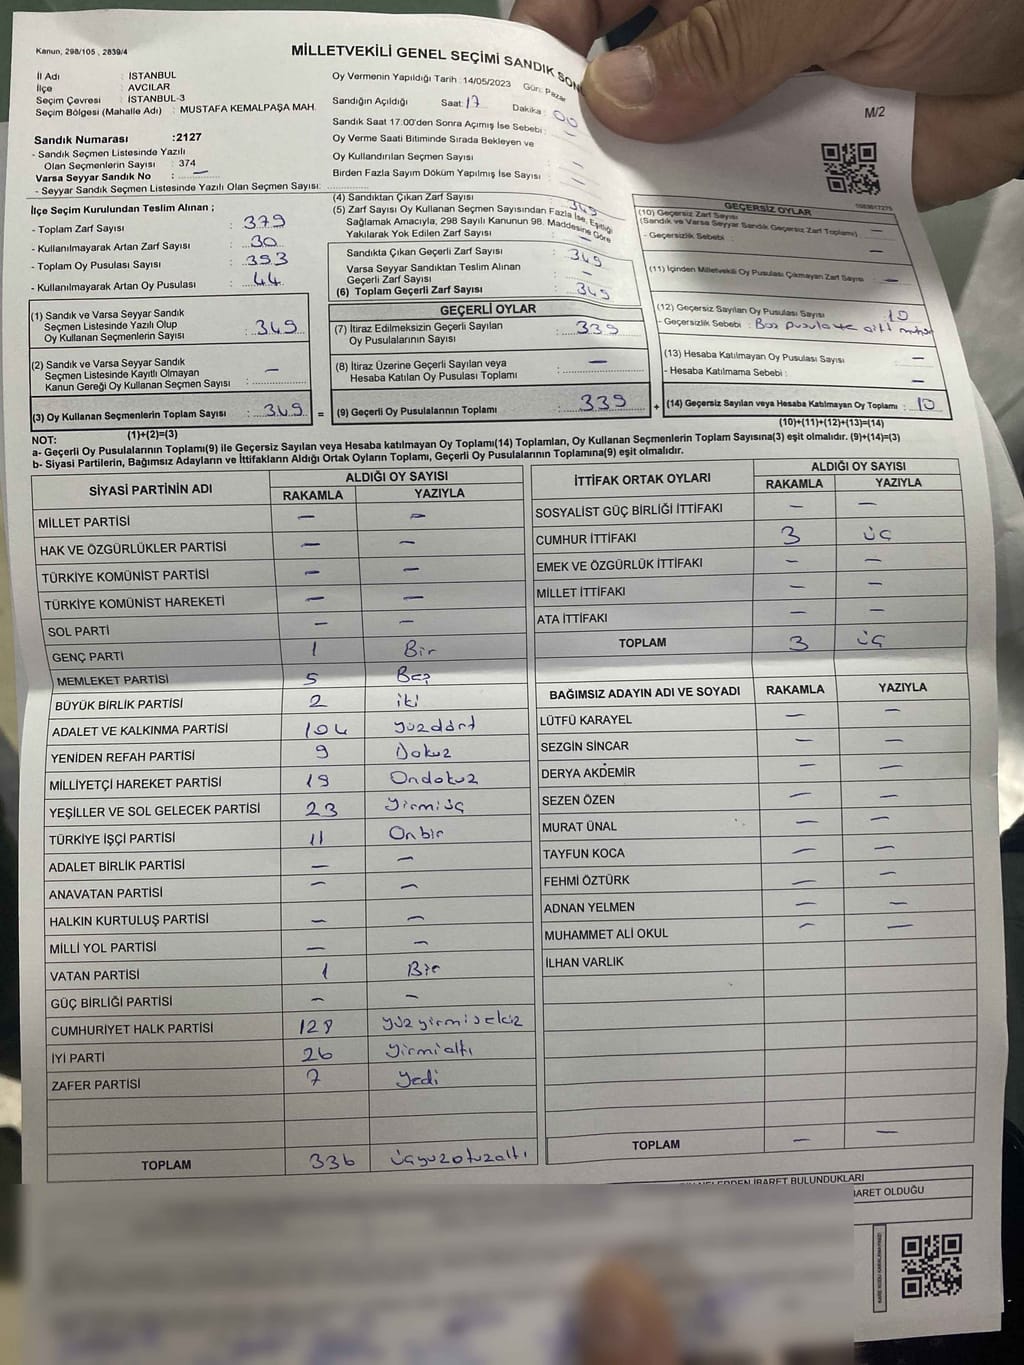 Kanun, 298/105 , 2839/4
MİLLETVEKİLİ GENEL SEÇİMİ SANDIK SON
M/2
İl Adı : İSTANBUL
İlçe : AVCILAR
Seçim Çevresi : İSTANBUL-3
Seçim Bölgesi (Mahalle Adı) : MUSTAFA KEMALPAŞA MAH.
Sandık Numarası :2127
- Sandık Seçmen Listesinde Yazılı
Olan Seçmenlerin Sayısı : 374
Varsa Seyyar Sandık No : —
- Seyyar Sandık Seçmen Listesinde Yazılı Olan Seçmen Sayısı:
Oy Vermenin Yapıldığı Tarih :14/05/2023 Gün: Pazar
Sandığın Açıldığı Saat: 17 Dakika : 00
Sandık Saat 17:00'den Sonra Açmış İse Sebebi : —
Oy Verme Saati Bitiminde Sırada Bekleyen ve
Oy Kullandırılan Seçmen Sayısı : —
Birden Fazla Sayım Döküm Yapılmış İse Sayısı : —
İlçe Seçim Kurulundan Teslim Alınan ;
- Toplam Zarf Sayısı : 379
- Kullanılmayarak Artan Zarf Sayısı : 30
- Toplam Oy Pusulası Sayısı : 393
- Kullanılmayarak Artan Oy Pusulası : 44
(1) Sandık ve Varsa Seyyar Sandık
Seçmen Listesinde Yazılı Olup
Oy Kullanan Seçmenlerin Sayısı : 349
(2) Sandık ve Varsa Seyyar Sandık
Seçmen Listesinde Kayıtlı Olmayan
Kanun Gereği Oy Kullanan Seçmen Sayısı : —
(3) Oy Kullanan Seçmenlerin Toplam Sayısı : 349 =
(1)+(2)=(3)
(4) Sandıktan Çıkan Zarf Sayısı : 349
(5) Zarf Sayısı Oy Kullanan Seçmen Sayısından Fazla İse, Eşitliği
Sağlamak Amacıyla, 298 Sayılı Kanunun 98. Maddesine Göre
Yakılarak Yok Edilen Zarf Sayısı : —
Sandıkta Çıkan Geçerli Zarf Sayısı : 349
Varsa Seyyar Sandıktan Teslim Alınan
Geçerli Zarf Sayısı : —
(6) Toplam Geçerli Zarf Sayısı : 349
GEÇERLİ OYLAR
(7) İtiraz Edilmeksizin Geçerli Sayılan
Oy Pusulalarının Sayısı : 339
(8) İtiraz Üzerine Geçerli Sayılan veya
Hesaba Katılan Oy Pusulası Toplamı : —
(9) Geçerli Oy Pusulalarının Toplamı : 339 +
GEÇERSİZ OYLAR
(10) Geçersiz Zarf Sayısı
(Sandık ve Varsa Seyyar Sandık Geçersiz Zarf Toplamı) : —
- Geçersizlik Sebebi : —
(11) İçinden Milletvekili Oy Pusulası Çıkmayan Zarf Sayısı : —
(12) Geçersiz Sayılan Oy Pusulası Sayısı : 10
- Geçersizlik Sebebi :
(13) Hesaba Katılmayan Oy Pusulası Sayısı : —
- Hesaba Katılmama Sebebi : —
(14) Geçersiz Sayılan veya Hesaba Katılmayan Oy Toplamı : 10
(10)+(11)+(12)+(13)=(14)
NOT:
a- Geçerli Oy Pusulalarının Toplamı(9) ile Geçersiz Sayılan veya Hesaba katılmayan Oy Toplamı(14) Toplamları, Oy Kullanan Seçmenlerin Toplam Sayısına(3) eşit olmalıdır. (9)+(14)=(3)
b- Siyasi Partilerin, Bağımsız Adayların ve İttifakların Aldığı Ortak Oyların Toplamı, Geçerli Oy Pusulalarının Toplamına(9) eşit olmalıdır.
SİYASİ PARTİNİN ADI ALDIĞI OY SAYISI
RAKAMLA YAZIYLA
MİLLET PARTİSİ — —
HAK VE ÖZGÜRLÜKLER PARTİSİ — —
TÜRKİYE KOMÜNİST PARTİSİ — —
TÜRKİYE KOMÜNİST HAREKETİ — —
SOL PARTİ — —
GENÇ PARTİ 1 Bir
MEMLEKET PARTİSİ 5 Beş
BÜYÜK BİRLİK PARTİSİ 2 iki
ADALET VE KALKINMA PARTİSİ 104 yüzdört
YENİDEN REFAH PARTİSİ 9 Dokuz
MİLLİYETÇİ HAREKET PARTİSİ 19 Ondokuz
YEŞİLLER VE SOL GELECEK PARTİSİ 23 yirmiüç
TÜRKİYE İŞÇİ PARTİSİ 11 Onbir
ADALET BİRLİK PARTİSİ — —
ANAVATAN PARTİSİ — —
HALKIN KURTULUŞ PARTİSİ — —
MİLLİ YOL PARTİSİ — —
VATAN PARTİSİ 1 Bir
GÜÇ BİRLİĞİ PARTİSİ — —
CUMHURİYET HALK PARTİSİ 128 yüzyirmisekiz
İYİ PARTİ 26 yirmialtı
ZAFER PARTİSİ 7 yedi
TOPLAM 336 üçyüzotuzaltı
İTTİFAK ORTAK OYLARI ALDIĞI OY SAYISI
RAKAMLA YAZIYLA
SOSYALİST GÜÇ BİRLİĞİ İTTİFAKI — —
CUMHUR İTTİFAKI 3 üç
EMEK VE ÖZGÜRLÜK İTTİFAKI — —
MİLLET İTTİFAKI — —
ATA İTTİFAKI — —
TOPLAM 3 üç
BAĞIMSIZ ADAYIN ADI VE SOYADI RAKAMLA YAZIYLA
LÜTFÜ KARAYEL — —
SEZGİN SİNCAR — —
DERYA AKDEMİR — —
SEZEN ÖZEN — —
MURAT ÜNAL — —
TAYFUN KOCA — —
FEHMİ ÖZTÜRK — —
ADNAN YELMEN — —
MUHAMMET ALİ OKUL — —
İLHAN VARLIK
TOPLAM — —
İBARET BULUNDUKLARI
İBARET OLDUĞU